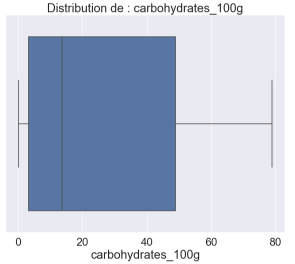 Distribution de : carbohydrates_100g
0 20 40 60 80
carbohydrates_100g